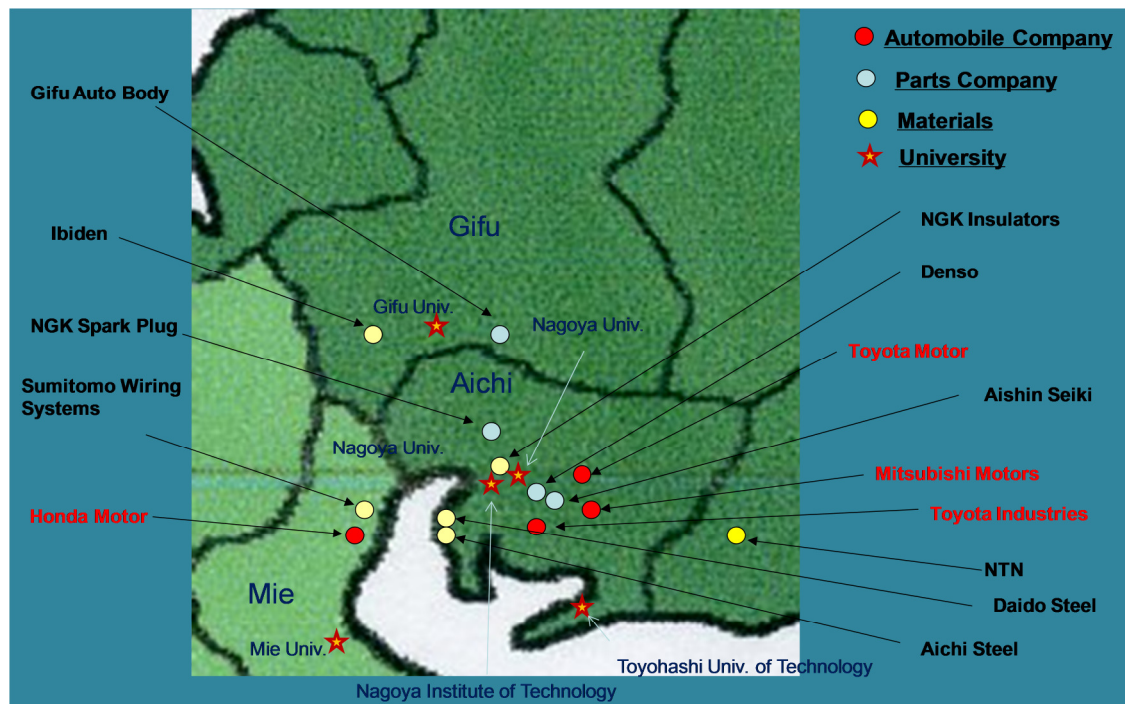 Automobile Company
Gifu Auto Body
Parts Company
Materials
University
Ibiden
Gifu
NGK Insulators
Denso
NGK Spark Plug
Gifu Univ.
Nagoya Univ.
Toyota Motor
Sumitomo Wiring
Systems
Aichi
Aishin Seiki
Nagoya Univ.
Mitsubishi Motors
Honda Motor
Toyota Industries
NTN
Mie
Daido Steel
Mie Univ.
Aichi Steel
Toyohashi Univ. of Technology
Nagoya Institute of Technology